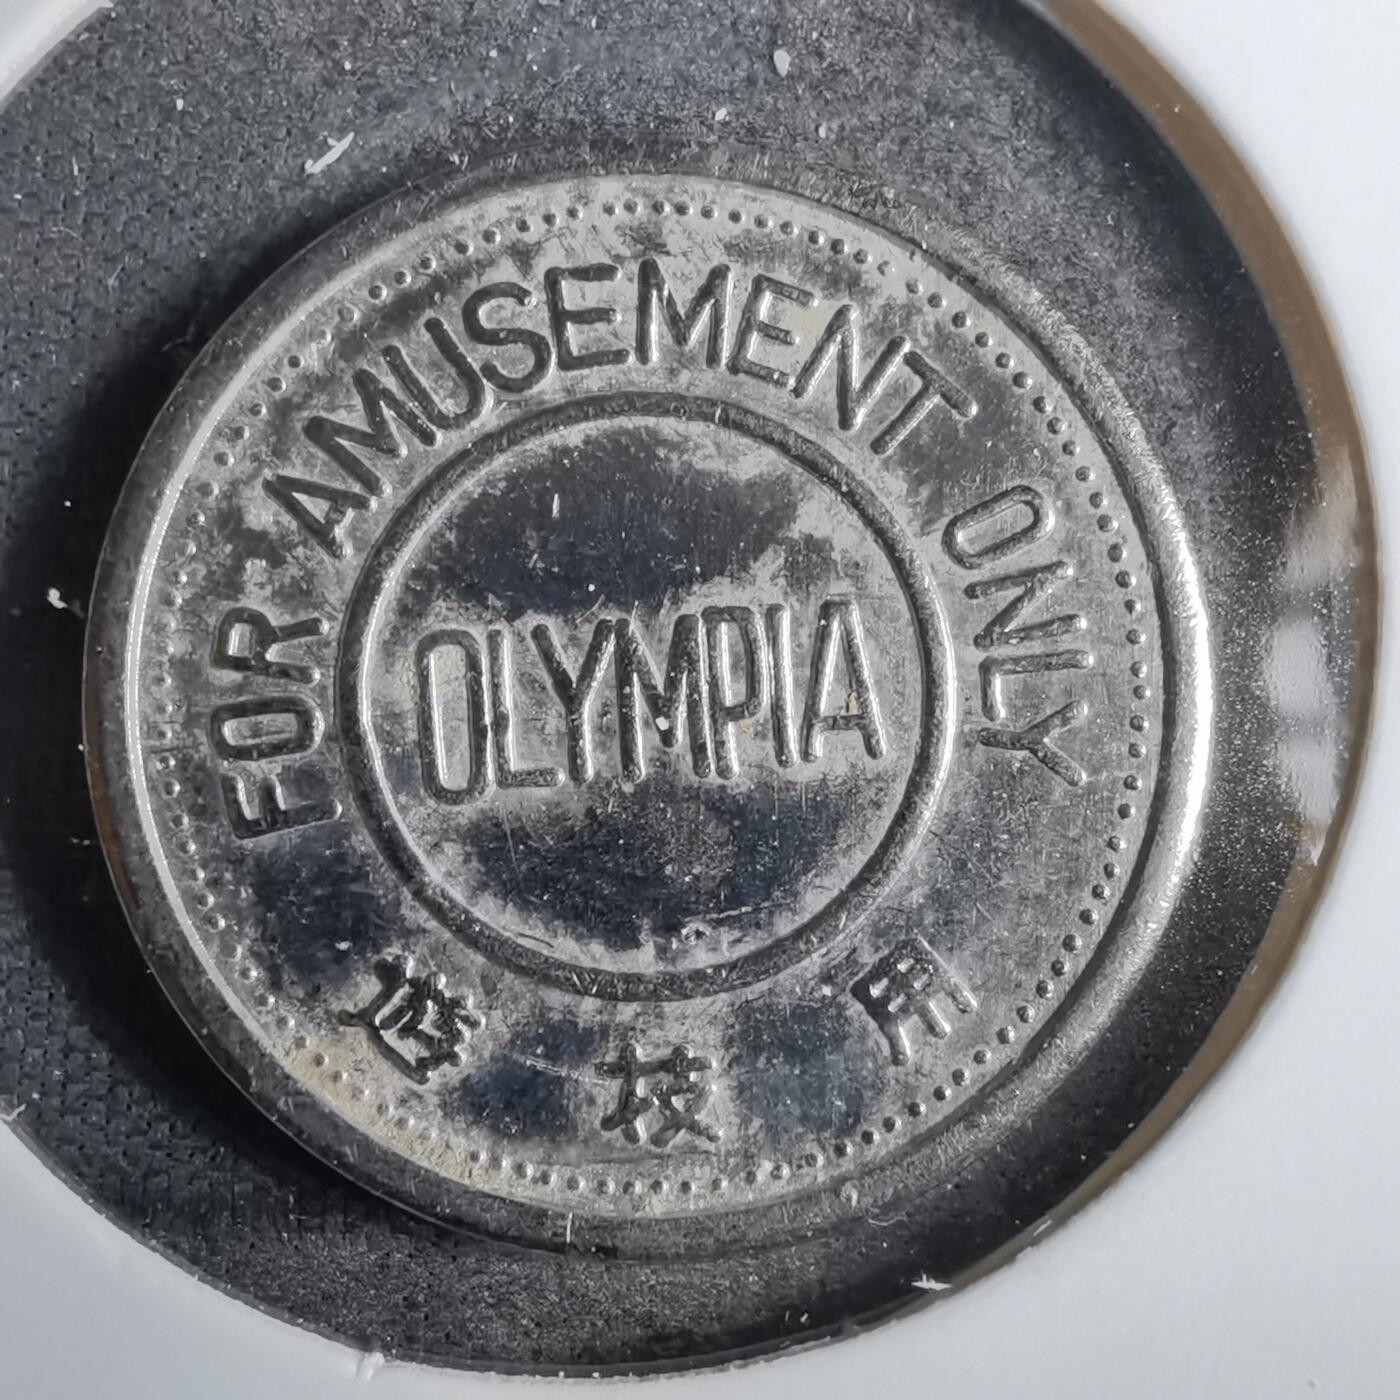 FOR AMUSEMENT ONLY
OLYMPIA
遊技用